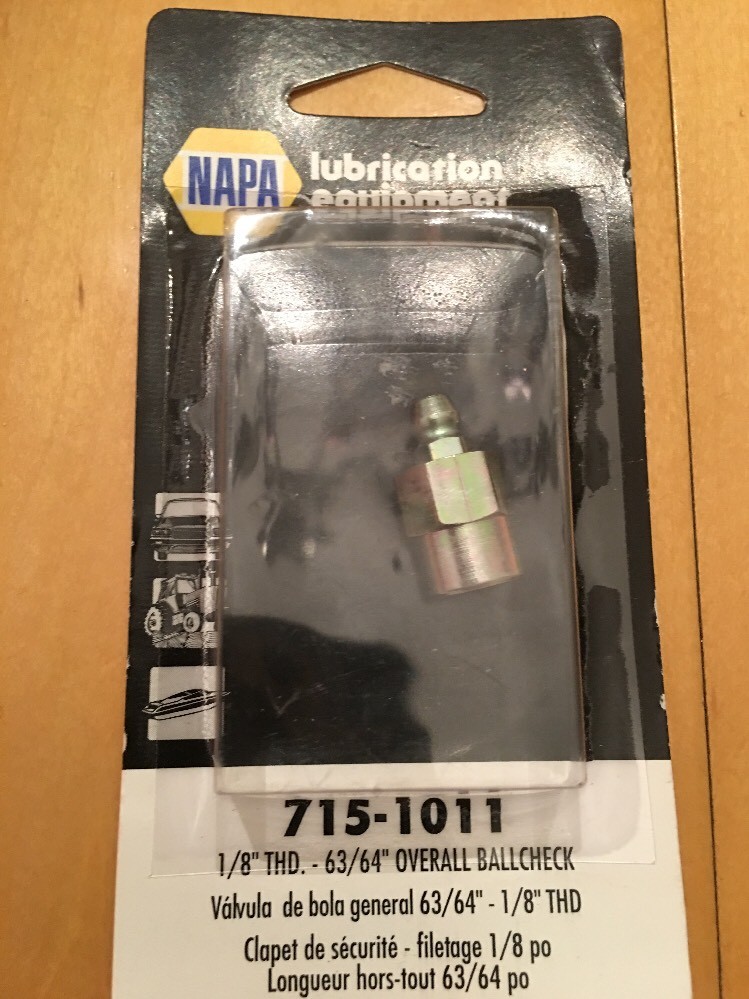 NAPA
lubrication
equipment
715-1011
1/8" THD. - 63/64" OVERALL BALLCHECK
Válvula de bola general 63/64" - 1/8" THD
Clapet de sécurité - filetage 1/8 po
Longueur hors-tout 63/64 po